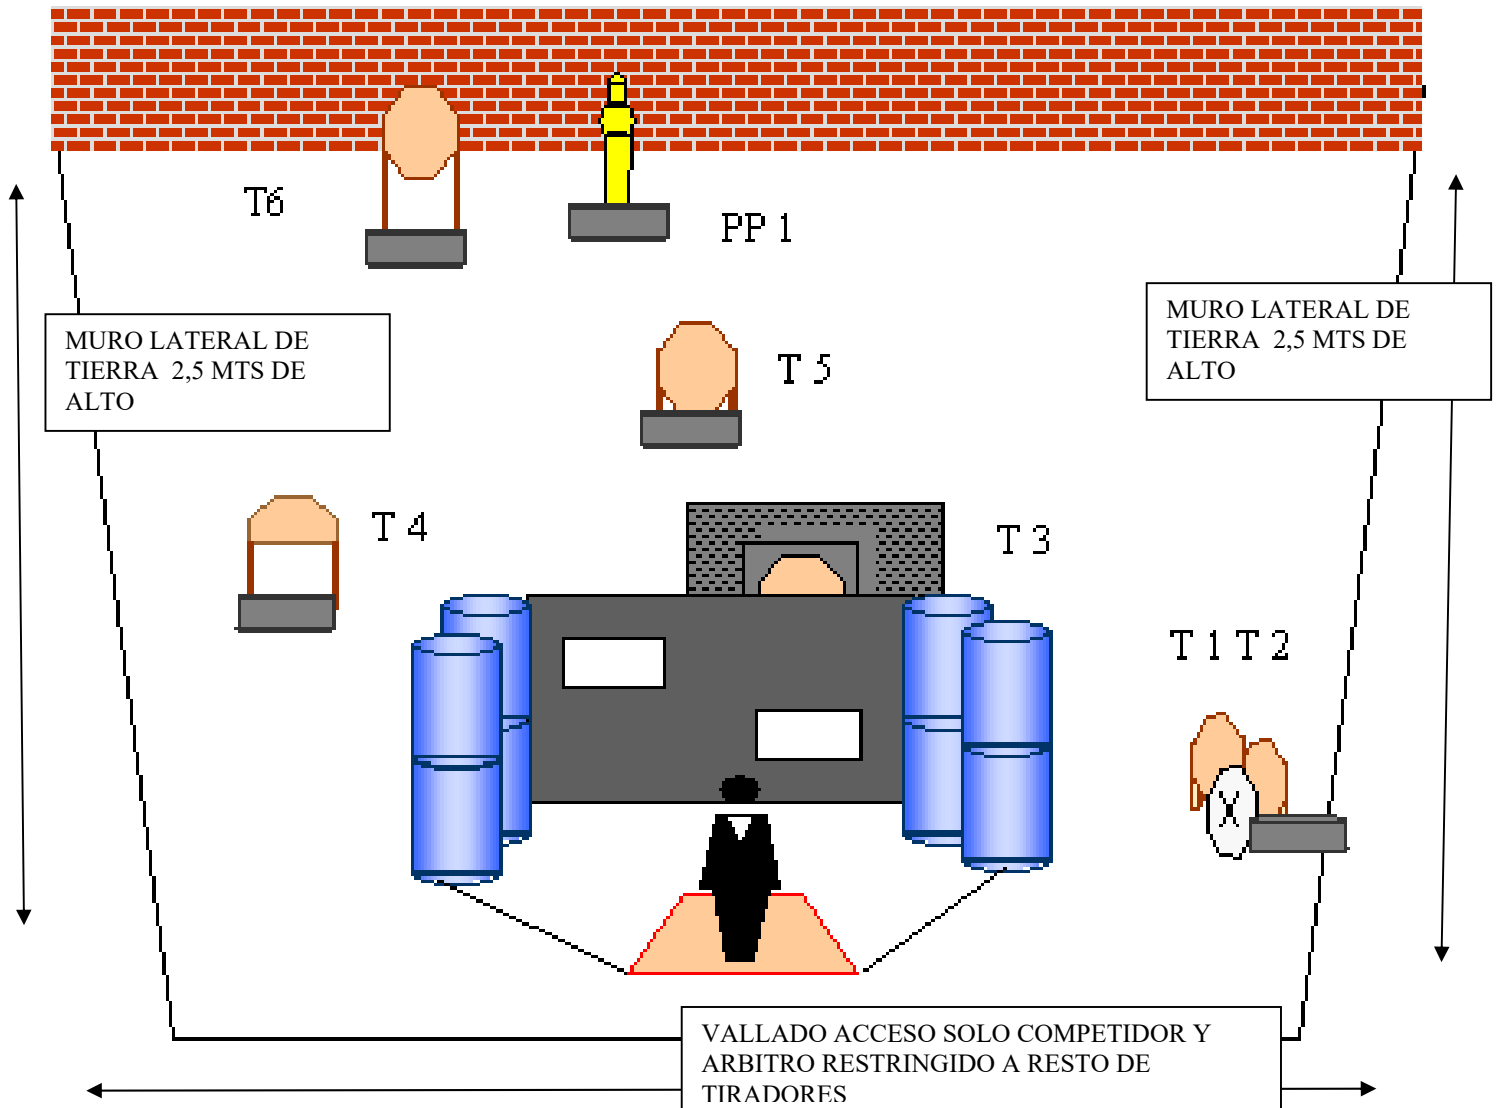 T6
PP 1
MURO LATERAL DE
TIERRA 2,5 MTS DE
ALTO
MURO LATERAL DE
TIERRA 2,5 MTS DE
ALTO
T 5
T 4
T 3
T 1 T 2
X
VALLADO ACCESO SOLO COMPETIDOR Y
ARBITRO RESTRINGIDO A RESTO DE
TIRADORES